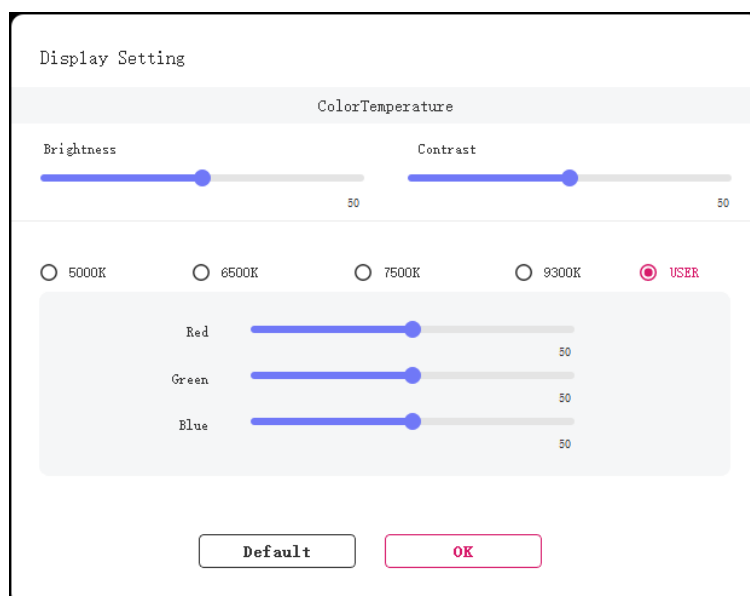 Display Setting
ColorTemperature
Brightness Contrast
50 50
5000K 6500K 7500K 9300K USER
Red
50
Green
50
Blue
50
Default OK